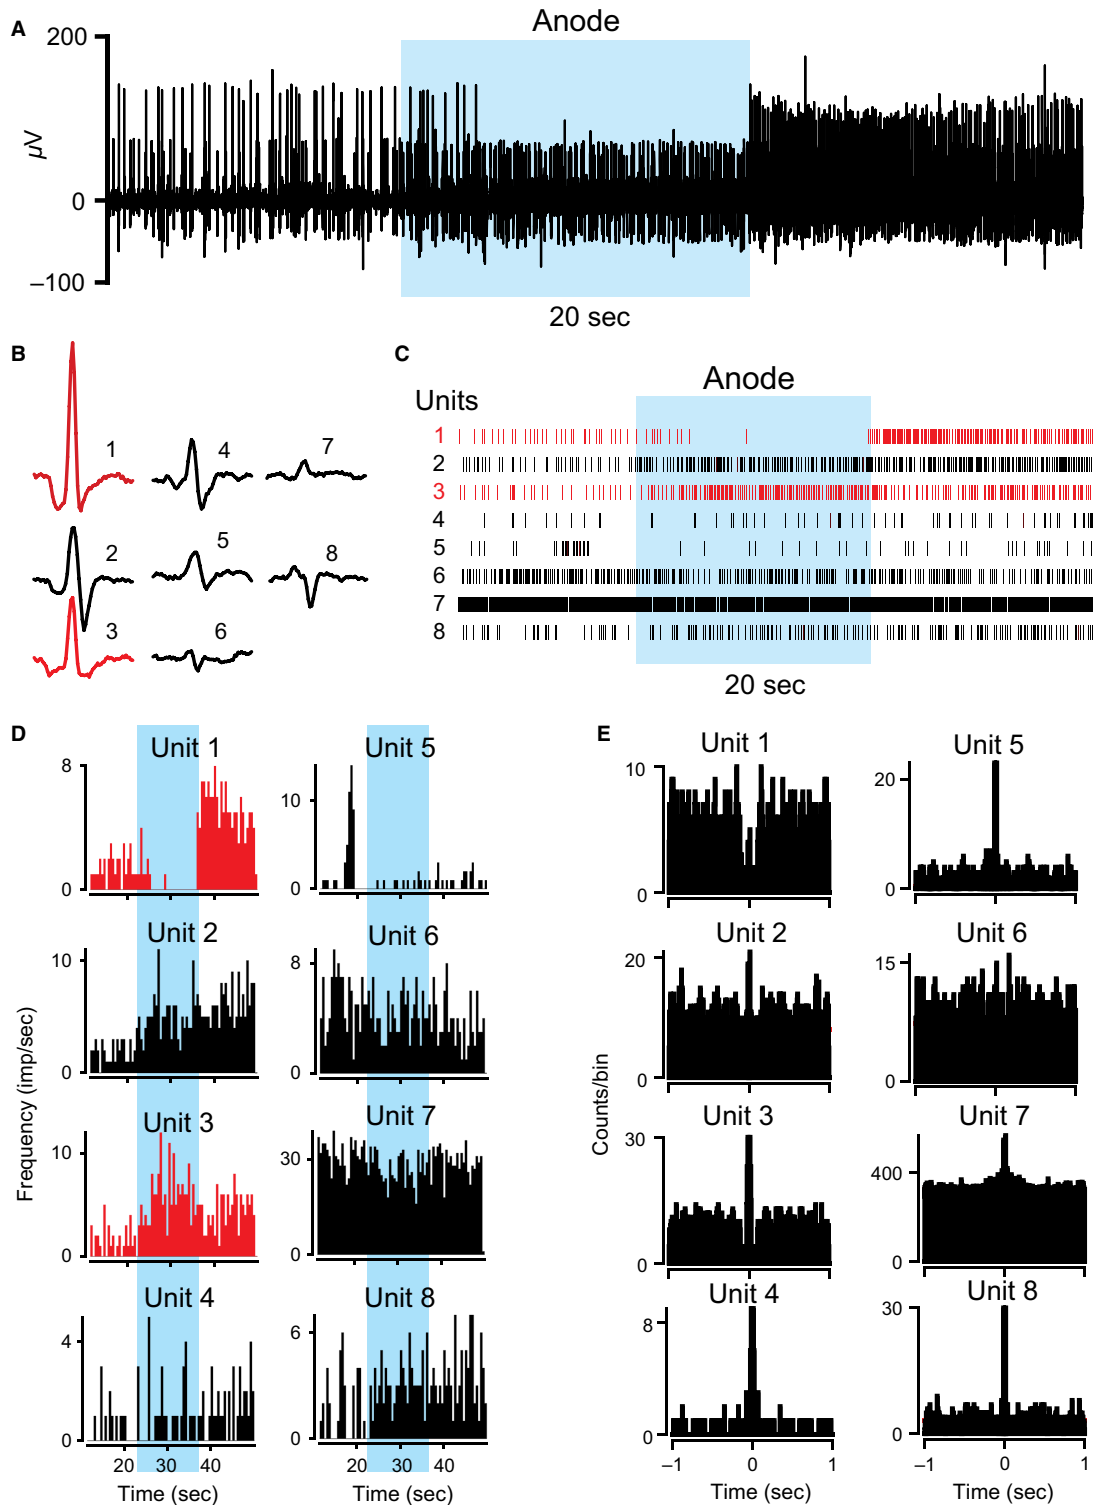 A
Anode
200
µV
0
–100
20 sec
B
1
4
7
2
5
8
3
6
C
Anode
Units
1
2
3
4
5
6
7
8
20 sec
D
Frequency (imp/sec)
Unit 1
8
0
Unit 5
10
0
Unit 2
10
0
Unit 6
8
0
Unit 3
10
0
Unit 7
30
0
Unit 4
4
0
20 30 40
Time (sec)
Unit 8
6
0
20 30 40
Time (sec)
E
Counts/bin
Unit 1
10
0
Unit 5
20
0
Unit 2
20
0
Unit 6
15
0
Unit 3
30
0
Unit 7
400
0
Unit 4
8
0
–1 0 1
Time (sec)
Unit 8
30
0
–1 0 1
Time (sec)